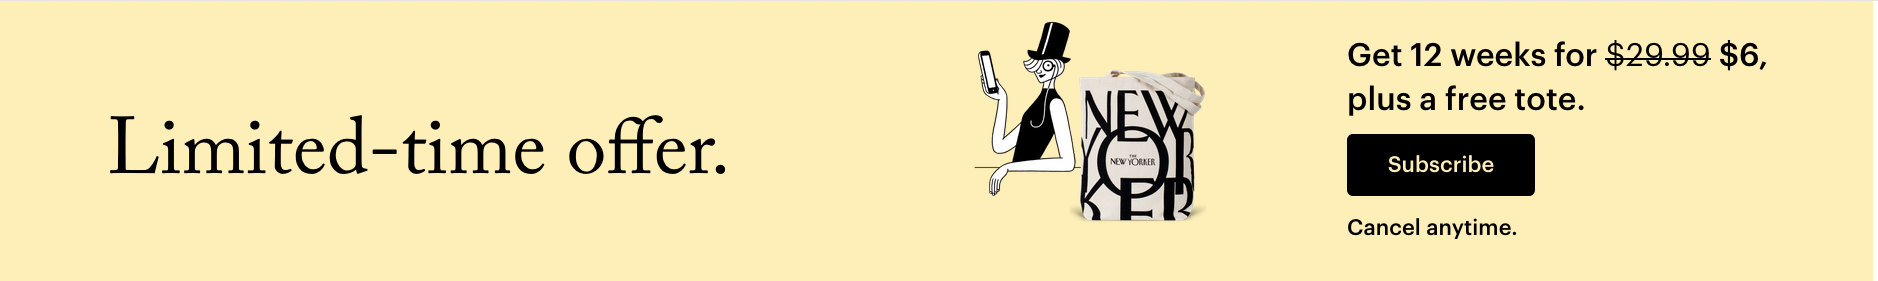 Limited-time offer.
NEW
YOR
THE
NEW YORKER
KER
Get 12 weeks for $29.99 $6,
plus a free tote.
Subscribe
Cancel anytime.